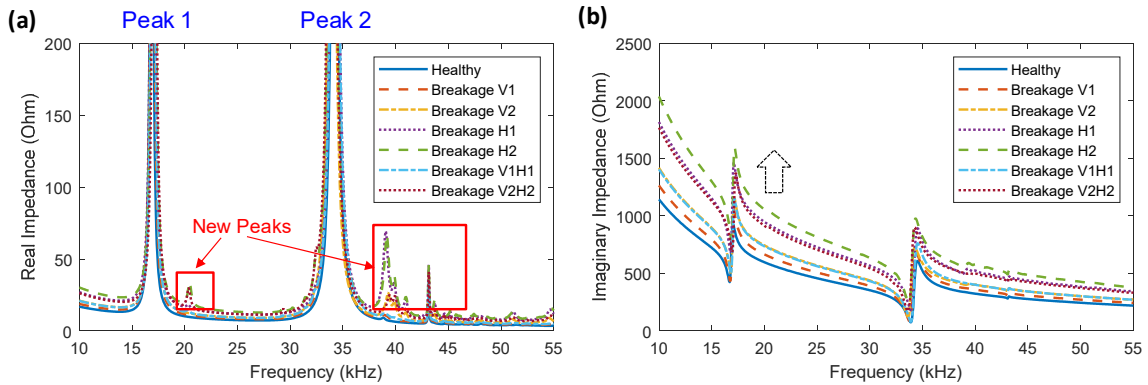 (a)
Peak 1
Peak 2
200
150
100
50
0
Real Impedance (Ohm)
Healthy
Breakage V1
Breakage V2
Breakage H1
Breakage H2
Breakage V1H1
Breakage V2H2
New Peaks
10 15 20 25 30 35 40 45 50 55
Frequency (kHz)
(b)
2500
2000
1500
1000
500
0
Imaginary Impedance (Ohm)
Healthy
Breakage V1
Breakage V2
Breakage H1
Breakage H2
Breakage V1H1
Breakage V2H2
10 15 20 25 30 35 40 45 50 55
Frequency (kHz)